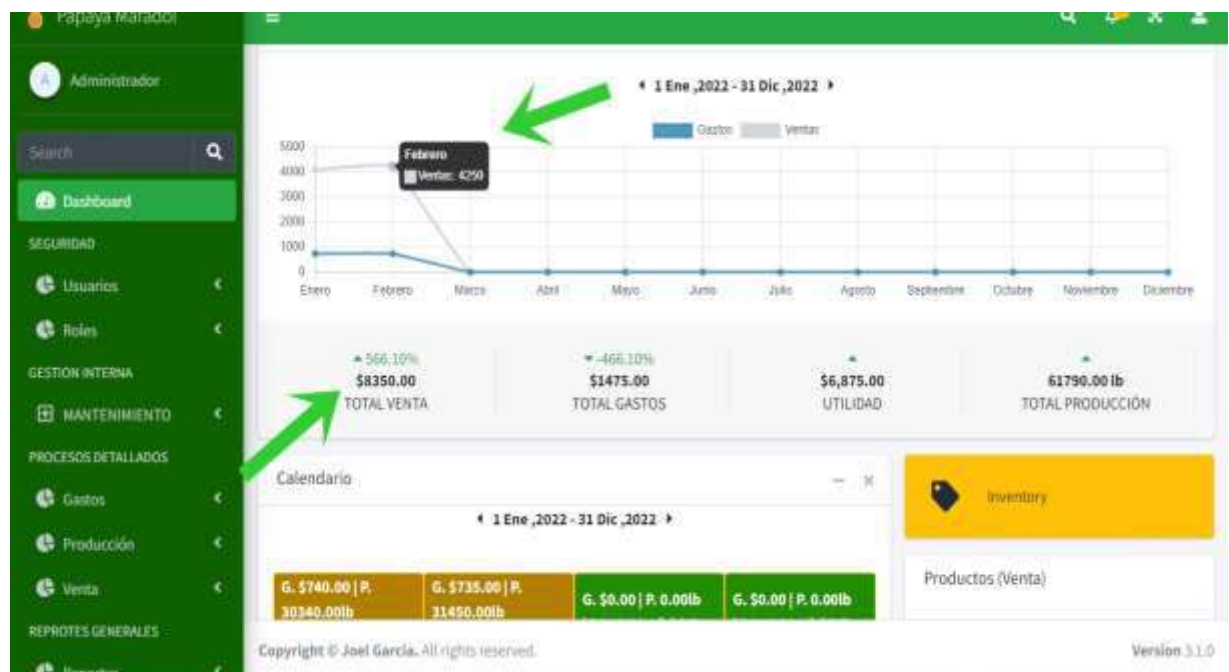 Papaya Maradol
A
Administrador
Search
Dashboard
SEGURIDAD
Usuarios
Roles
GESTION INTERNA
MANTENIMIENTO
PROCESOS DETALLADOS
Gastos
Producción
Venta
REPROTES GENERALES
Reportes
1 Ene ,2022 - 31 Dic ,2022
Gastos Ventas
5000
4000
3000
2000
1000
0
Febrero
Ventas: 4250
Enero Febrero Marzo Abril Mayo Junio Julio Agosto Septiembre Octubre Noviembre Diciembre
566.10% -466.10%
$8350.00 $1475.00 $6,875.00 61790.00 lb
TOTAL VENTA TOTAL GASTOS UTILIDAD TOTAL PRODUCCIÓN
Calendario
1 Ene ,2022 - 31 Dic ,2022
G. $740.00 | P.
30340.00lb
G. $735.00 | P.
31450.00lb
G. $0.00 | P. 0.00lb
G. $0.00 | P. 0.00lb
Inventory
Productos (Venta)
Copyright © Joel Garcia. All rights reserved.
Version 3.1.0